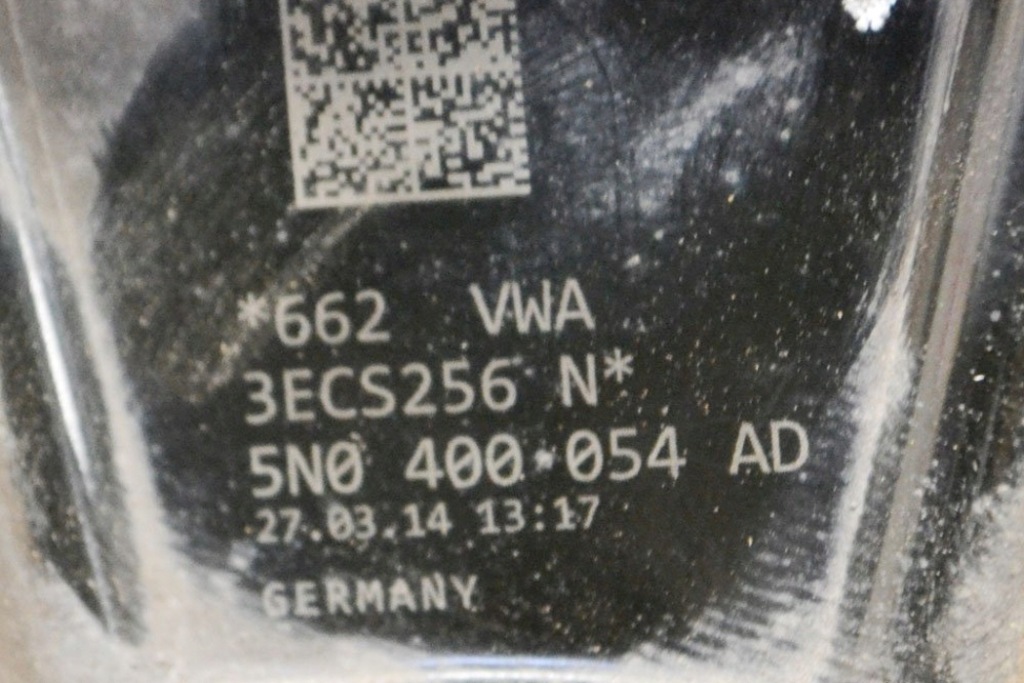 *662 VWA
3ECS256 N*
5N0 400 054 AD
27.03.14 13:17
GERMANY